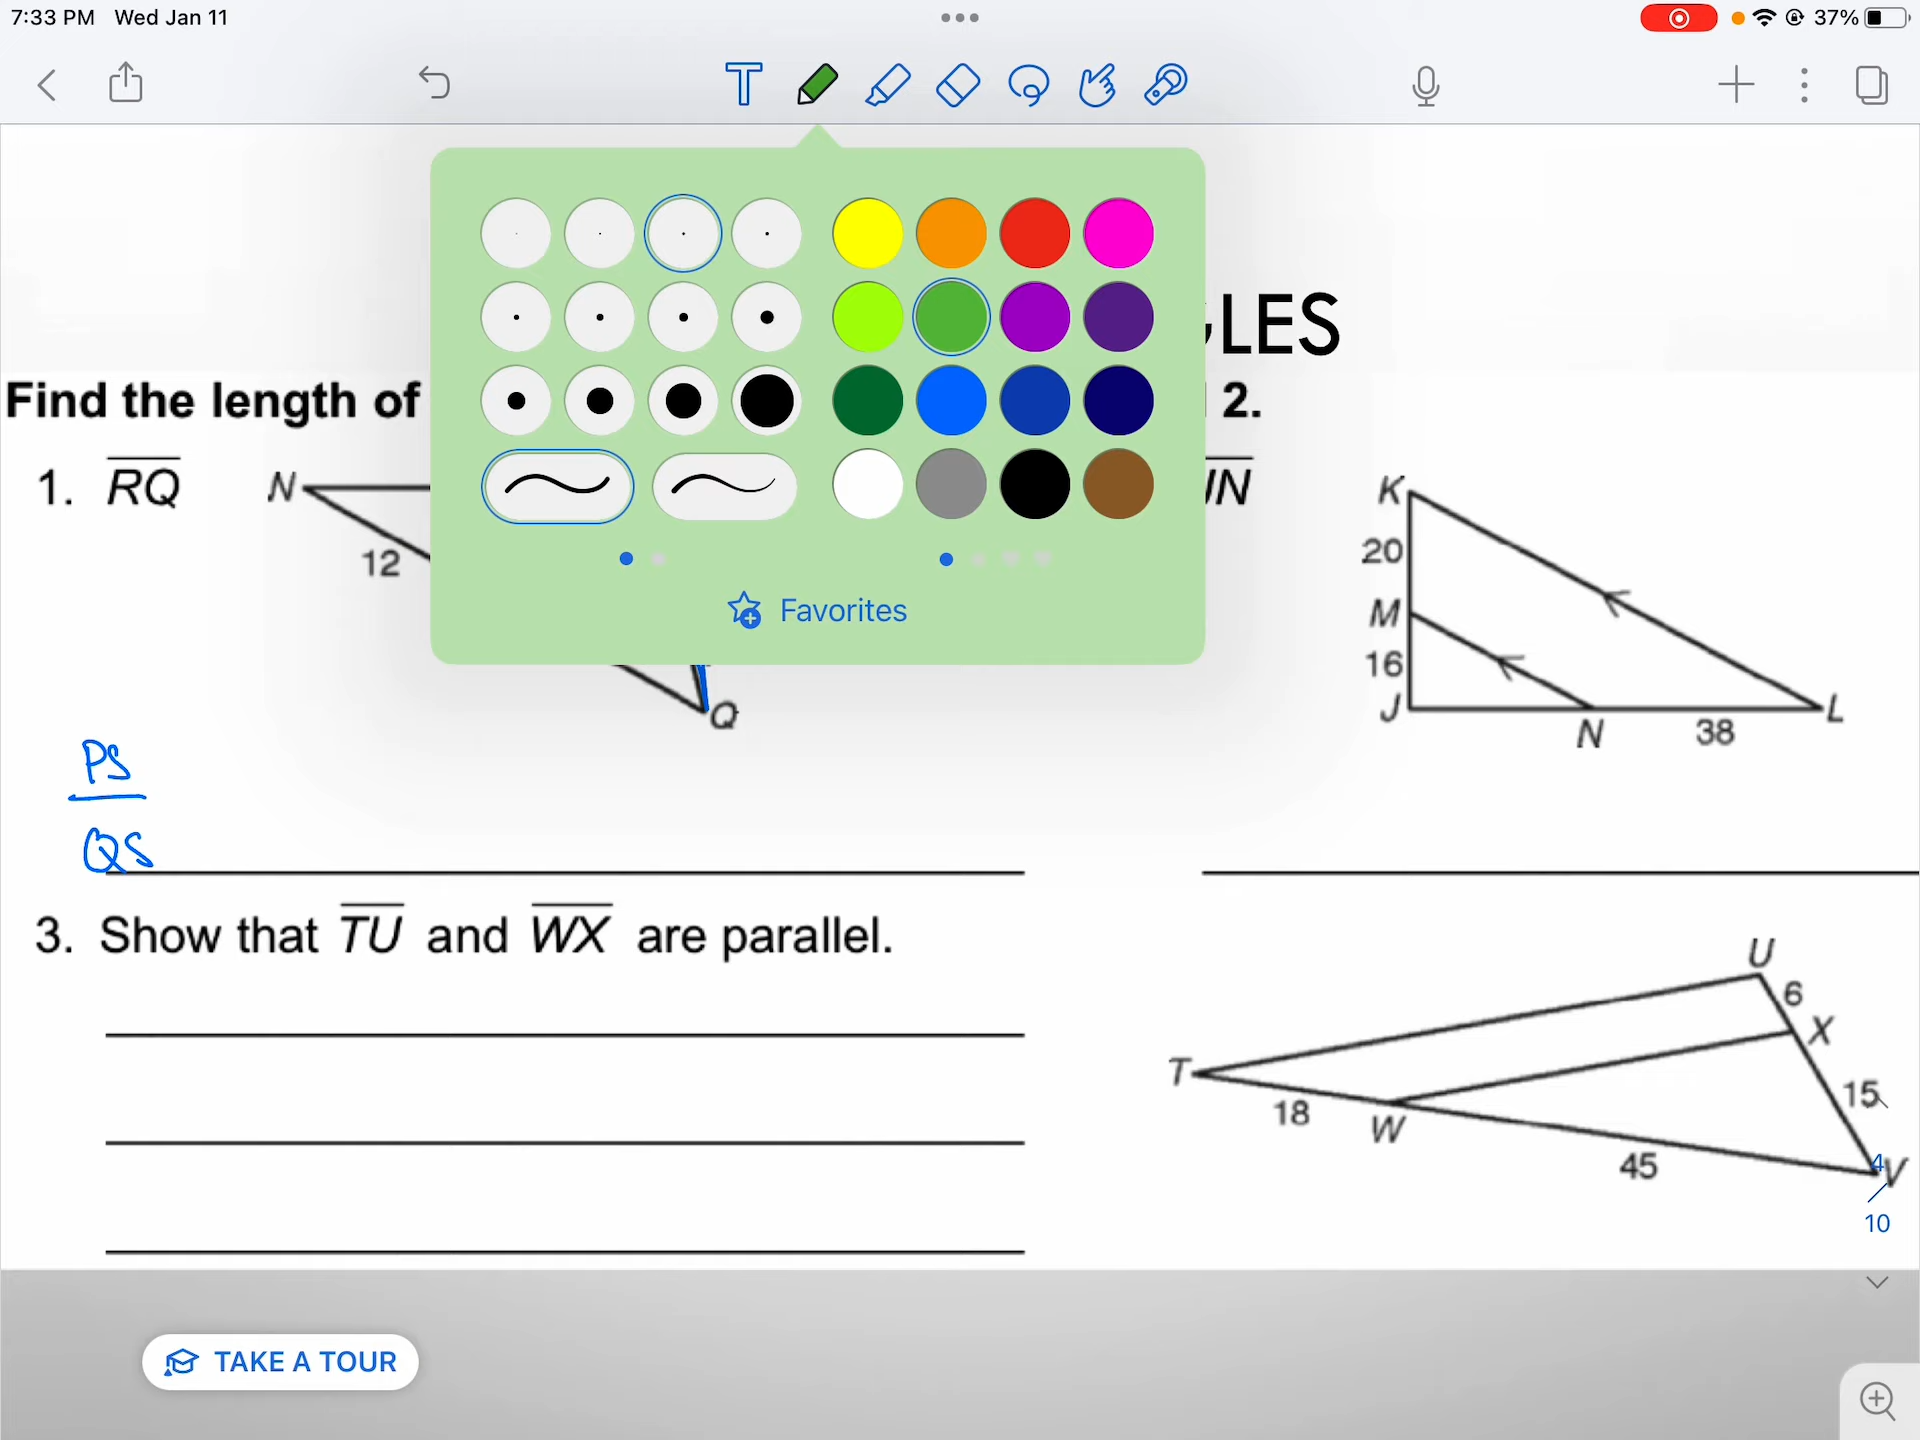 7:33 PM Wed Jan 11
37%
T
LES
Find the length of
2.
1. RQ
N
12
Q
N
K
20
M
16
J
N
38
L
Favorites
PS
QS
3. Show that TU and WX are parallel.
U
6
X
15
T
18
W
45
V
4
10
TAKE A TOUR